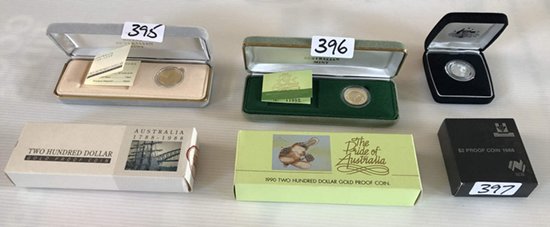 395
396
MINT
TWO HUNDRED DOLLAR
GOLD PROOF COIN
AUSTRALIA
1788-1988
The
Pride of
Australia
1990 TWO HUNDRED DOLLAR GOLD PROOF COIN
$2 PROOF COIN 1988
397